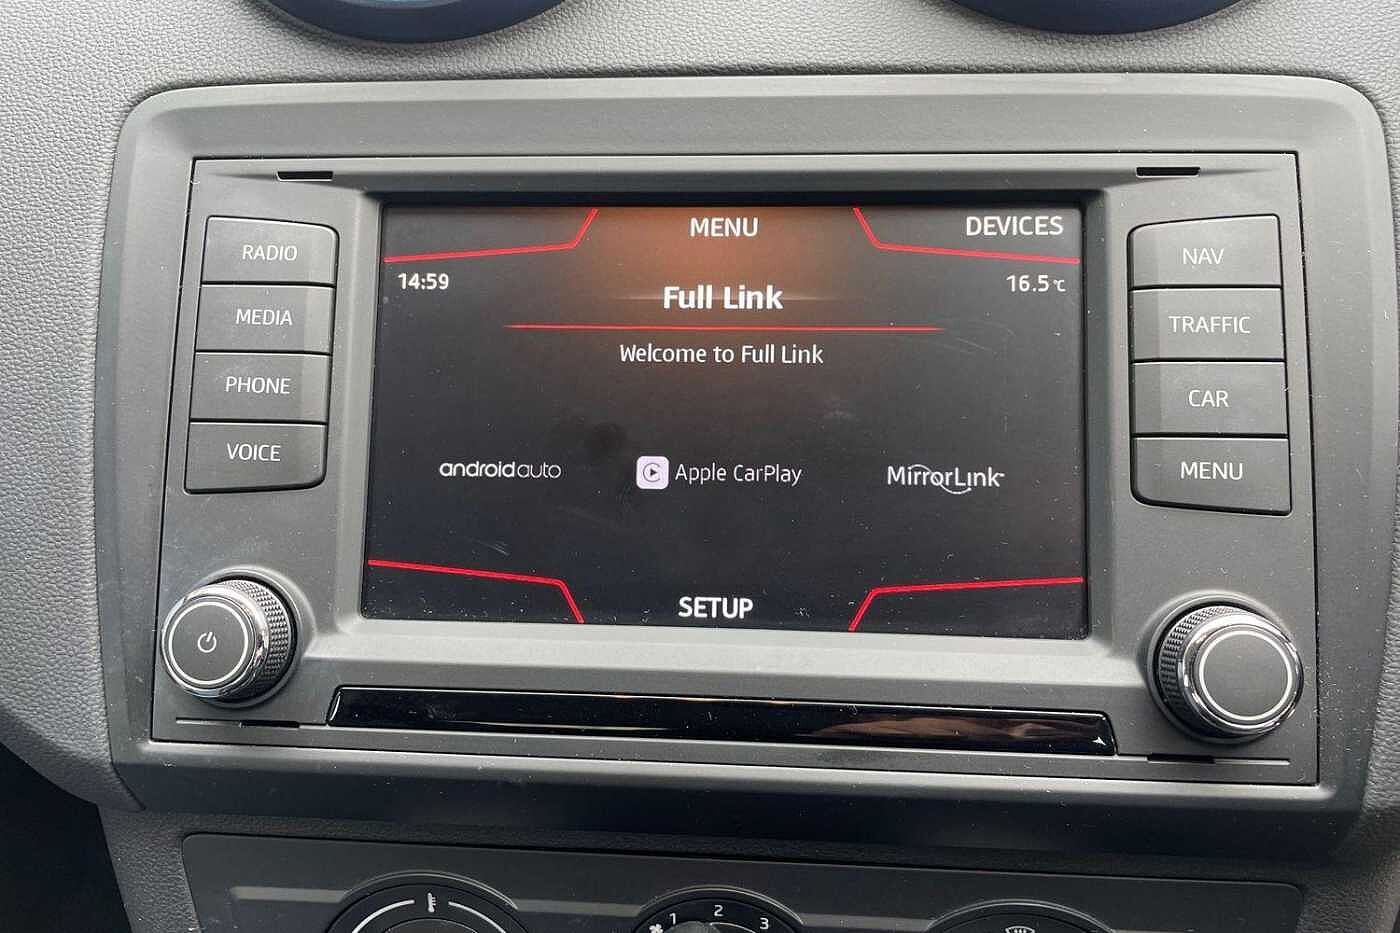 MENU
DEVICES
14:59
16.5 °C
Full Link
Welcome to Full Link
androidauto
Apple CarPlay
MirrorLink™
SETUP
RADIO
MEDIA
PHONE
VOICE
NAV
TRAFFIC
CAR
MENU
1 2 3